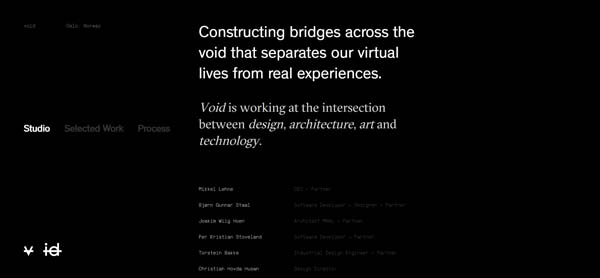 void Oslo, Norway
Constructing bridges across the
void that separates our virtual
lives from real experiences.
Void is working at the intersection
between design, architecture, art and
technology.
Studio Selected Work Process
Mikkel Lehne CEO + Partner
Bjørn Gunnar Staal Software Developer + Designer + Partner
Joakim Wiig Hoen Architect MNAL + Partner
Per Kristian Stoveland Software Developer + Partner
Torstein Baake Industrial Design Engineer + Partner
Christian Hovda Husan Design Director
v id